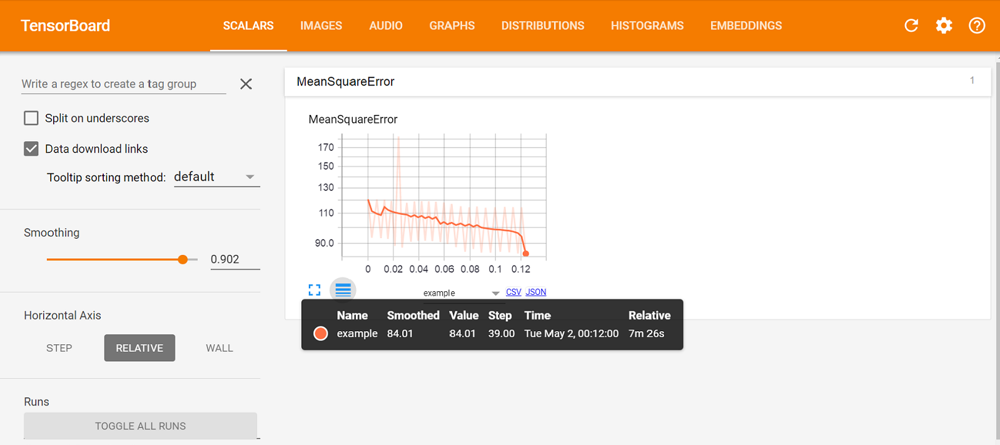 TensorBoard
SCALARS IMAGES AUDIO GRAPHS DISTRIBUTIONS HISTOGRAMS EMBEDDINGS
Write a regex to create a tag group
Split on underscores
Data download links
Tooltip sorting method: default
Smoothing
0.902
Horizontal Axis
STEP RELATIVE WALL
Runs
TOGGLE ALL RUNS
MeanSquareError 1
MeanSquareError
170
150
130
110
90.0
0 0.02 0.04 0.06 0.08 0.1 0.12
example CSV JSON
Name Smoothed Value Step Time Relative
example 84.01 84.01 39.00 Tue May 2, 00:12:00 7m 26s